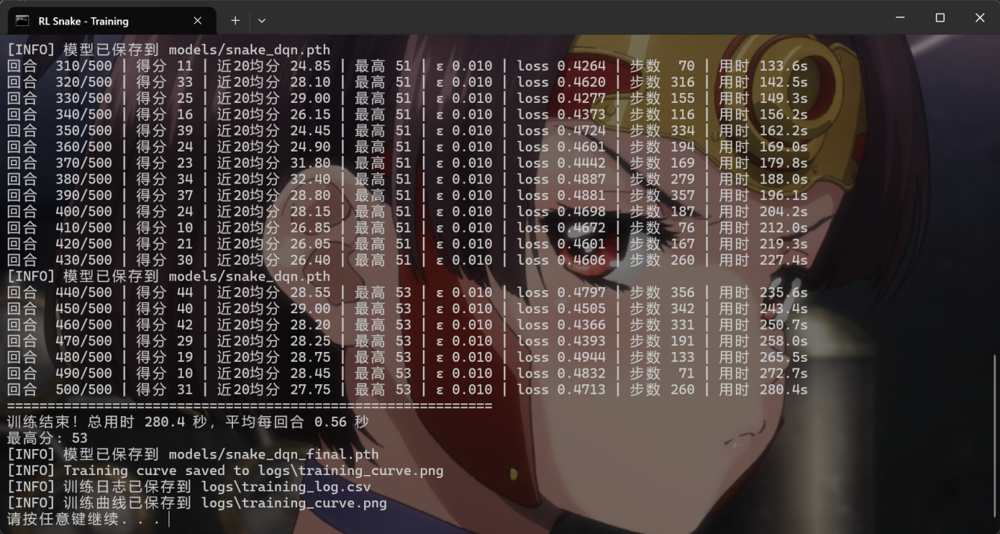 RL Snake - Training
[INFO] 模型已保存到 models/snake_dqn.pth
回合 310/500 | 得分 11 | 近20均分 24.85 | 最高 51 | ε 0.010 | loss 0.4264 | 步数 70 | 用时 133.6s
回合 320/500 | 得分 33 | 近20均分 28.10 | 最高 51 | ε 0.010 | loss 0.4620 | 步数 316 | 用时 142.5s
回合 330/500 | 得分 25 | 近20均分 29.00 | 最高 51 | ε 0.010 | loss 0.4277 | 步数 155 | 用时 149.3s
回合 340/500 | 得分 16 | 近20均分 26.15 | 最高 51 | ε 0.010 | loss 0.4373 | 步数 116 | 用时 156.2s
回合 350/500 | 得分 39 | 近20均分 24.45 | 最高 51 | ε 0.010 | loss 0.4724 | 步数 334 | 用时 162.2s
回合 360/500 | 得分 24 | 近20均分 24.90 | 最高 51 | ε 0.010 | loss 0.4601 | 步数 194 | 用时 169.0s
回合 370/500 | 得分 23 | 近20均分 31.80 | 最高 51 | ε 0.010 | loss 0.4442 | 步数 169 | 用时 179.8s
回合 380/500 | 得分 34 | 近20均分 32.40 | 最高 51 | ε 0.010 | loss 0.4887 | 步数 279 | 用时 188.0s
回合 390/500 | 得分 37 | 近20均分 28.80 | 最高 51 | ε 0.010 | loss 0.4881 | 步数 357 | 用时 196.1s
回合 400/500 | 得分 24 | 近20均分 28.15 | 最高 51 | ε 0.010 | loss 0.4698 | 步数 187 | 用时 204.2s
回合 410/500 | 得分 10 | 近20均分 26.85 | 最高 51 | ε 0.010 | loss 0.4672 | 步数 76 | 用时 212.0s
回合 420/500 | 得分 21 | 近20均分 26.05 | 最高 51 | ε 0.010 | loss 0.4601 | 步数 167 | 用时 219.3s
回合 430/500 | 得分 30 | 近20均分 26.40 | 最高 51 | ε 0.010 | loss 0.4606 | 步数 260 | 用时 227.4s
[INFO] 模型已保存到 models/snake_dqn.pth
回合 440/500 | 得分 44 | 近20均分 28.55 | 最高 53 | ε 0.010 | loss 0.4797 | 步数 356 | 用时 235.6s
回合 450/500 | 得分 40 | 近20均分 29.00 | 最高 53 | ε 0.010 | loss 0.4505 | 步数 342 | 用时 243.4s
回合 460/500 | 得分 42 | 近20均分 28.20 | 最高 53 | ε 0.010 | loss 0.4366 | 步数 331 | 用时 250.7s
回合 470/500 | 得分 29 | 近20均分 28.25 | 最高 53 | ε 0.010 | loss 0.4393 | 步数 191 | 用时 258.0s
回合 480/500 | 得分 19 | 近20均分 28.75 | 最高 53 | ε 0.010 | loss 0.4944 | 步数 133 | 用时 265.5s
回合 490/500 | 得分 10 | 近20均分 28.45 | 最高 53 | ε 0.010 | loss 0.4832 | 步数 71 | 用时 272.7s
回合 500/500 | 得分 31 | 近20均分 27.75 | 最高 53 | ε 0.010 | loss 0.4713 | 步数 260 | 用时 280.4s
============================================================
训练结束! 总用时 280.4 秒, 平均每回合 0.56 秒
最高分: 53
[INFO] 模型已保存到 models/snake_dqn_final.pth
[INFO] Training curve saved to logs\training_curve.png
[INFO] 训练日志已保存到 logs\training_log.csv
[INFO] 训练曲线已保存到 logs\training_curve.png
请按任意键继续. . .